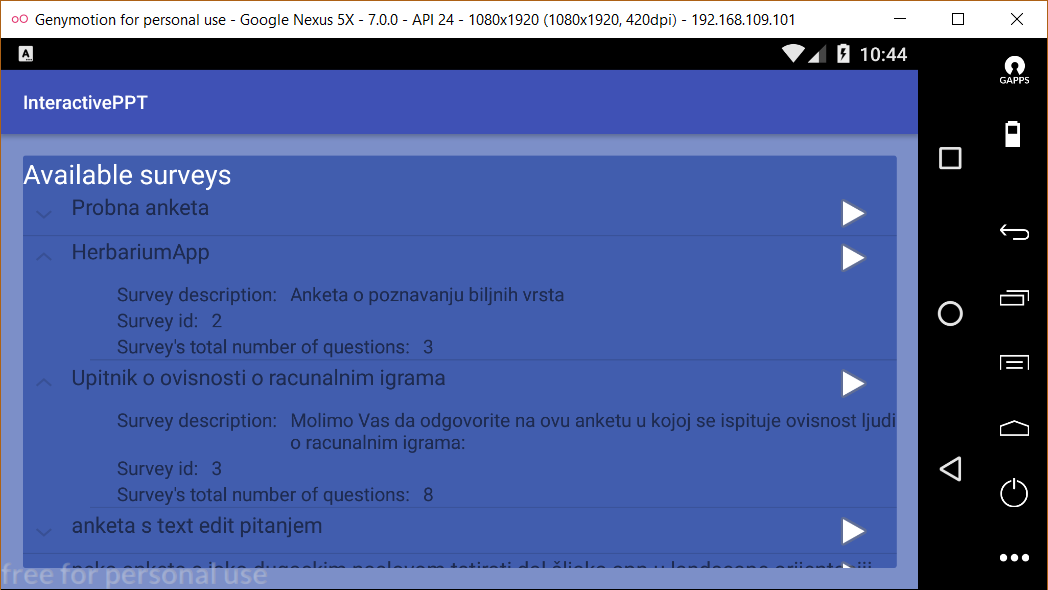 Genymotion for personal use - Google Nexus 5X - 7.0.0 - API 24 - 1080x1920 (1080x1920, 420dpi) - 192.168.109.101
A
10:44
GAPPS
InteractivePPT
Available surveys
Probna anketa
HerbariumApp
Survey description: Anketa o poznavanju biljnih vrsta
Survey id: 2
Survey's total number of questions: 3
Upitnik o ovisnosti o racunalnim igrama
Survey description: Molimo Vas da odgovorite na ovu anketu u kojoj se ispituje ovisnost ljudi
o racunalnim igrama:
Survey id: 3
Survey's total number of questions: 8
anketa s text edit pitanjem
free for personal use